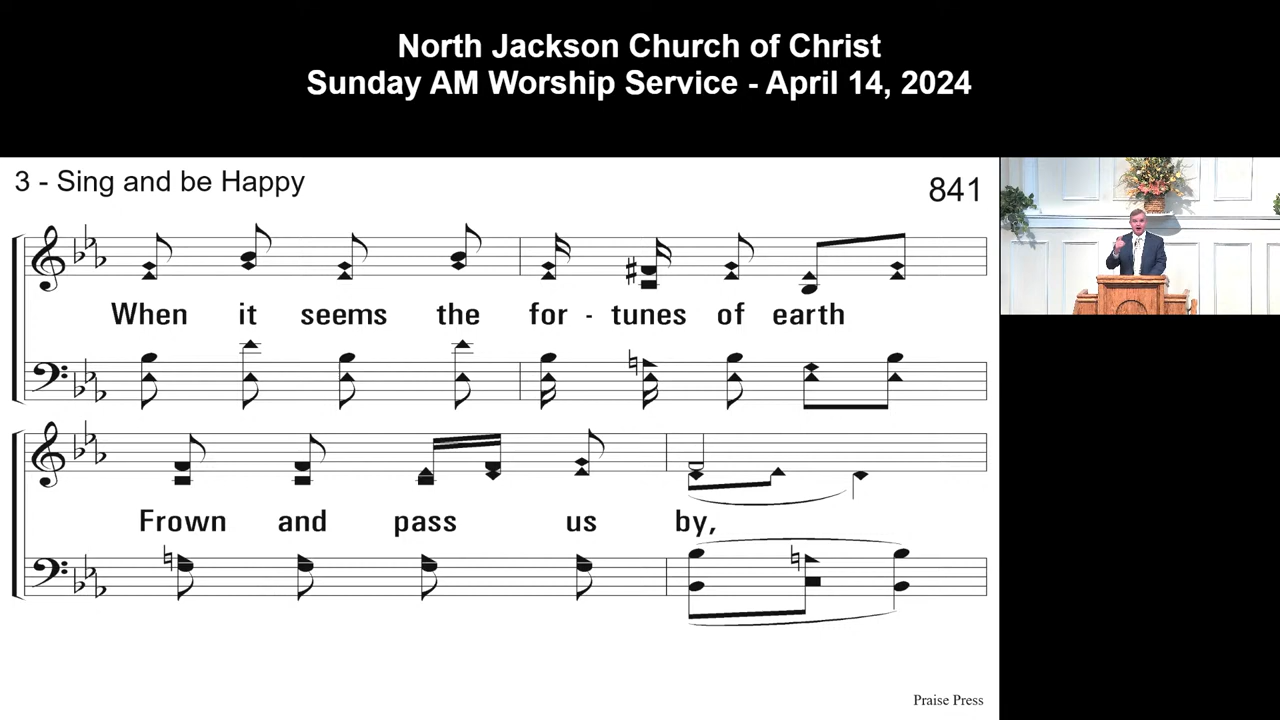 North Jackson Church of Christ
Sunday AM Worship Service - April 14, 2024
3 - Sing and be Happy
841
When it seems the for - tunes of earth
Frown and pass us by,
Praise Press